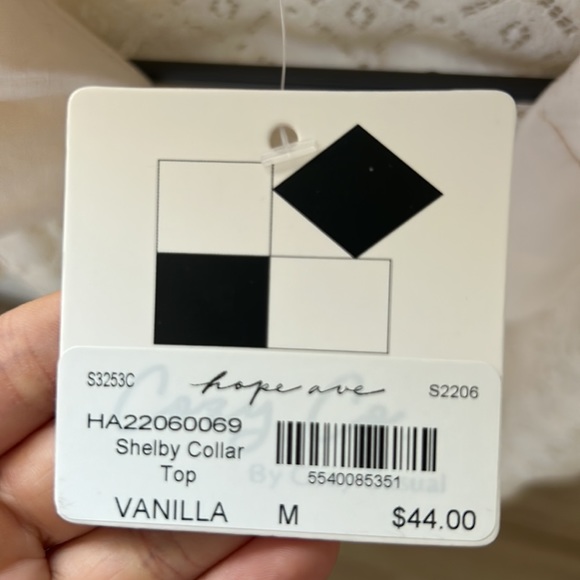 S3253C hope ave S2206
HA22060069
Shelby Collar
Top
5540085351
VANILLA M $44.00